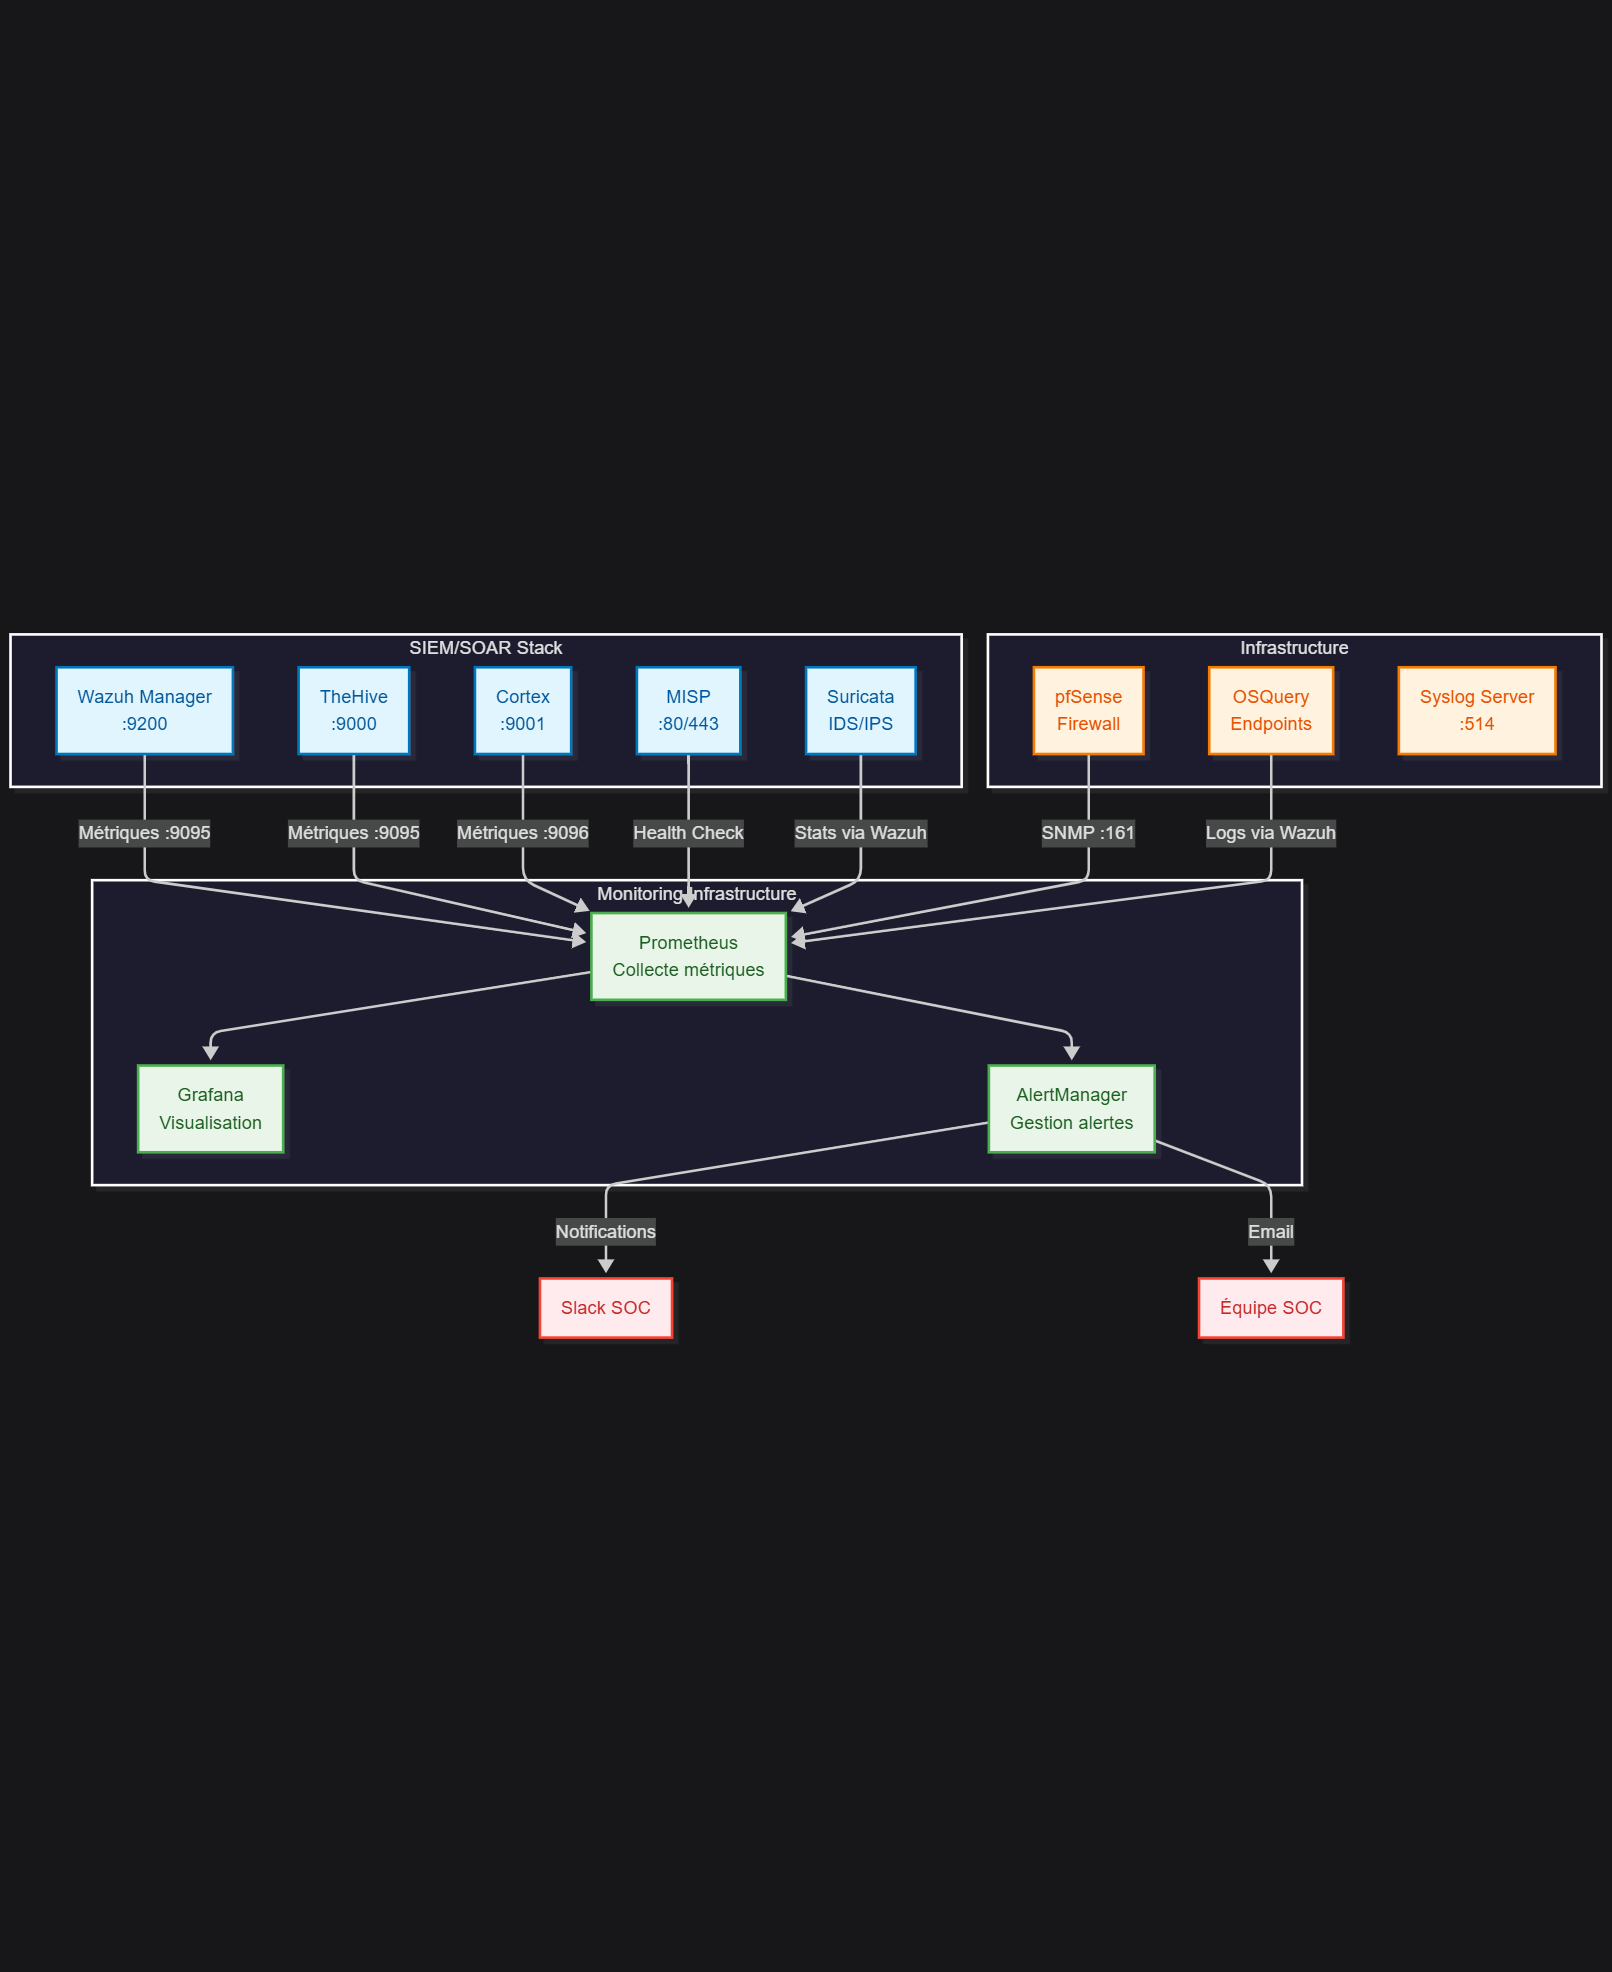 SIEM/SOAR Stack
Wazuh Manager
:9200
TheHive
:9000
Cortex
:9001
MISP
:80/443
Suricata
IDS/IPS
Infrastructure
pfSense
Firewall
OSQuery
Endpoints
Syslog Server
:514
Métriques :9095
Métriques :9095
Métriques :9096
Health Check
Stats via Wazuh
SNMP :161
Logs via Wazuh
Monitoring Infrastructure
Prometheus
Collecte métriques
Grafana
Visualisation
AlertManager
Gestion alertes
Notifications
Email
Slack SOC
Équipe SOC